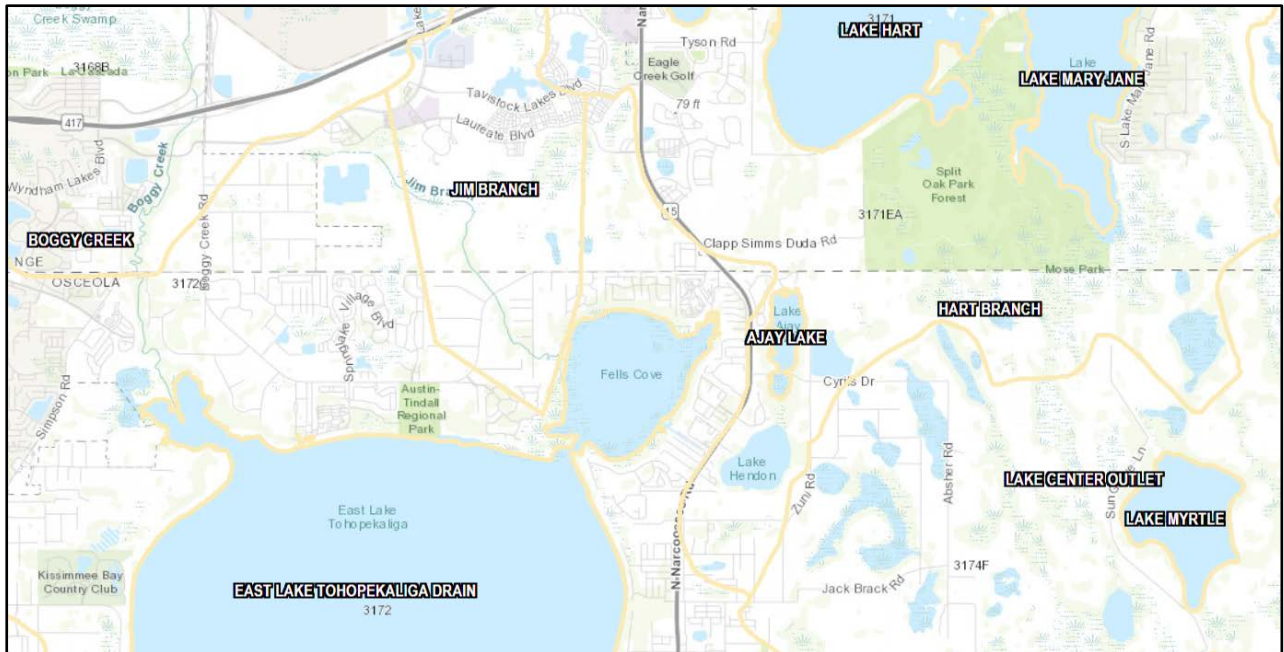 Creek Swamp
on Park
La Cascada
3168B
417
Wyndham Lakes Blvd
Boggy Creek
BOGGY CREEK
NGE
OSCEOLA
Boggy Creek Rd
Tavistock Lakes Blvd
Laureate Blvd
JIM BRANCH
Tyson Rd
Eagle
Creek Golf
79 ft
15
3171
LAKE HART
Lake
LAKE MARY JANE
S Lake Mary Jane Rd
Split
Oak Park
Forest
3171EA
Clapp Simms Duda Rd
Moss Park
HART BRANCH
Lake
AJAY LAKE
Springlake Village Blvd
Fells Cove
Cyrils Dr
Austin-
Tindall
Regional
Park
Simpson Rd
Lake
Hendon
Zuni Rd
Absher Rd
LAKE CENTER OUTLET
LAKE MYRTLE
East Lake
Tohopekaliga
Kissimmee Bay
Country Club
EAST LAKE TOHOPEKALIGA DRAIN
3172
Jack Brack Rd
3174F